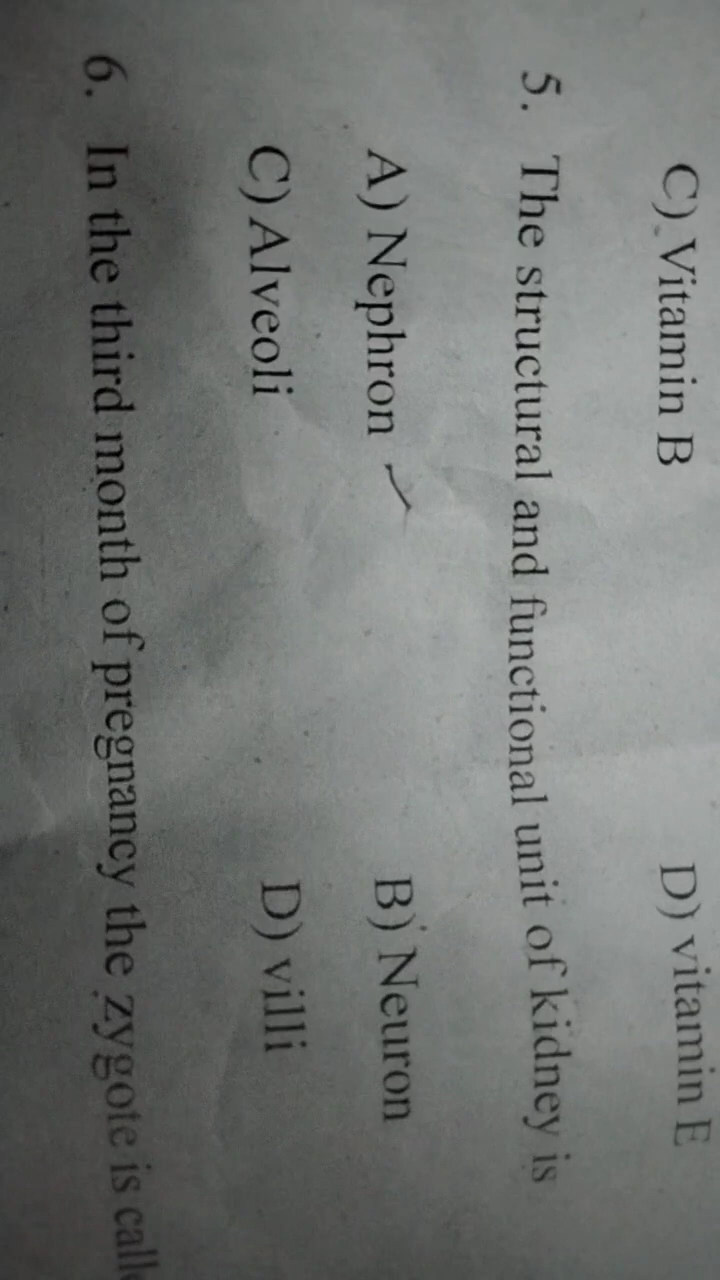 C) Vitamin B D) vitamin E
5. The structural and functional unit of kidney is
A) Nephron B) Neuron
C) Alveoli D) villi
6. In the third month of pregnancy the zygote is